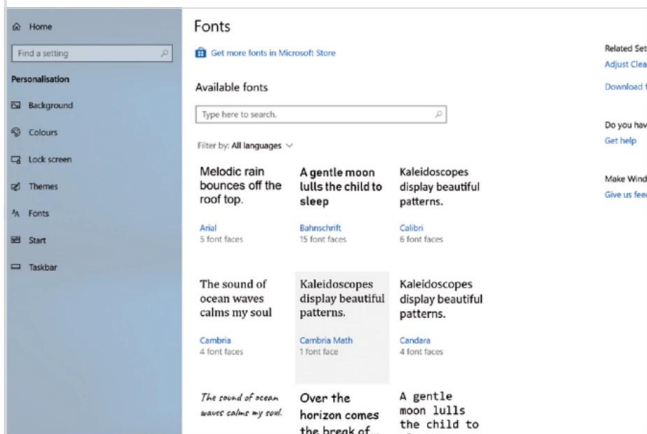 Home
Find a setting
Personalisation
Background
Colours
Lock screen
Themes
Fonts
Start
Taskbar
Fonts
Get more fonts in Microsoft Store
Available fonts
Type here to search.
Filter by: All languages
Melodic rain
bounces off the
roof top.
Arial
5 font faces
A gentle moon
lulls the child to
sleep
Bahnschrift
15 font faces
Kaleidoscopes
display beautiful
patterns.
Calibri
6 font faces
The sound of
ocean waves
calms my soul
Cambria
4 font faces
Kaleidoscopes
display beautiful
patterns.
Cambria Math
1 font face
Kaleidoscopes
display beautiful
patterns.
Candara
4 font faces
The sound of ocean
waves calms my soul.
Over the
horizon comes
the break of...
A gentle
moon lulls
the child to
Related Set
Adjust Clea
Download f
Do you hav
Get help
Make Wind
Give us fee